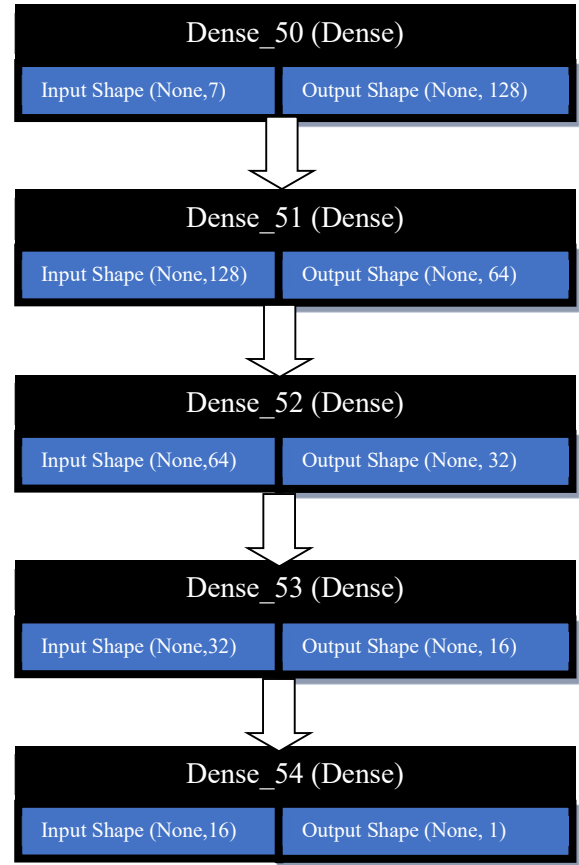 Dense_50 (Dense)
Input Shape (None,7)
Output Shape (None, 128)
Dense_51 (Dense)
Input Shape (None,128)
Output Shape (None, 64)
Dense_52 (Dense)
Input Shape (None,64)
Output Shape (None, 32)
Dense_53 (Dense)
Input Shape (None,32)
Output Shape (None, 16)
Dense_54 (Dense)
Input Shape (None,16)
Output Shape (None, 1)